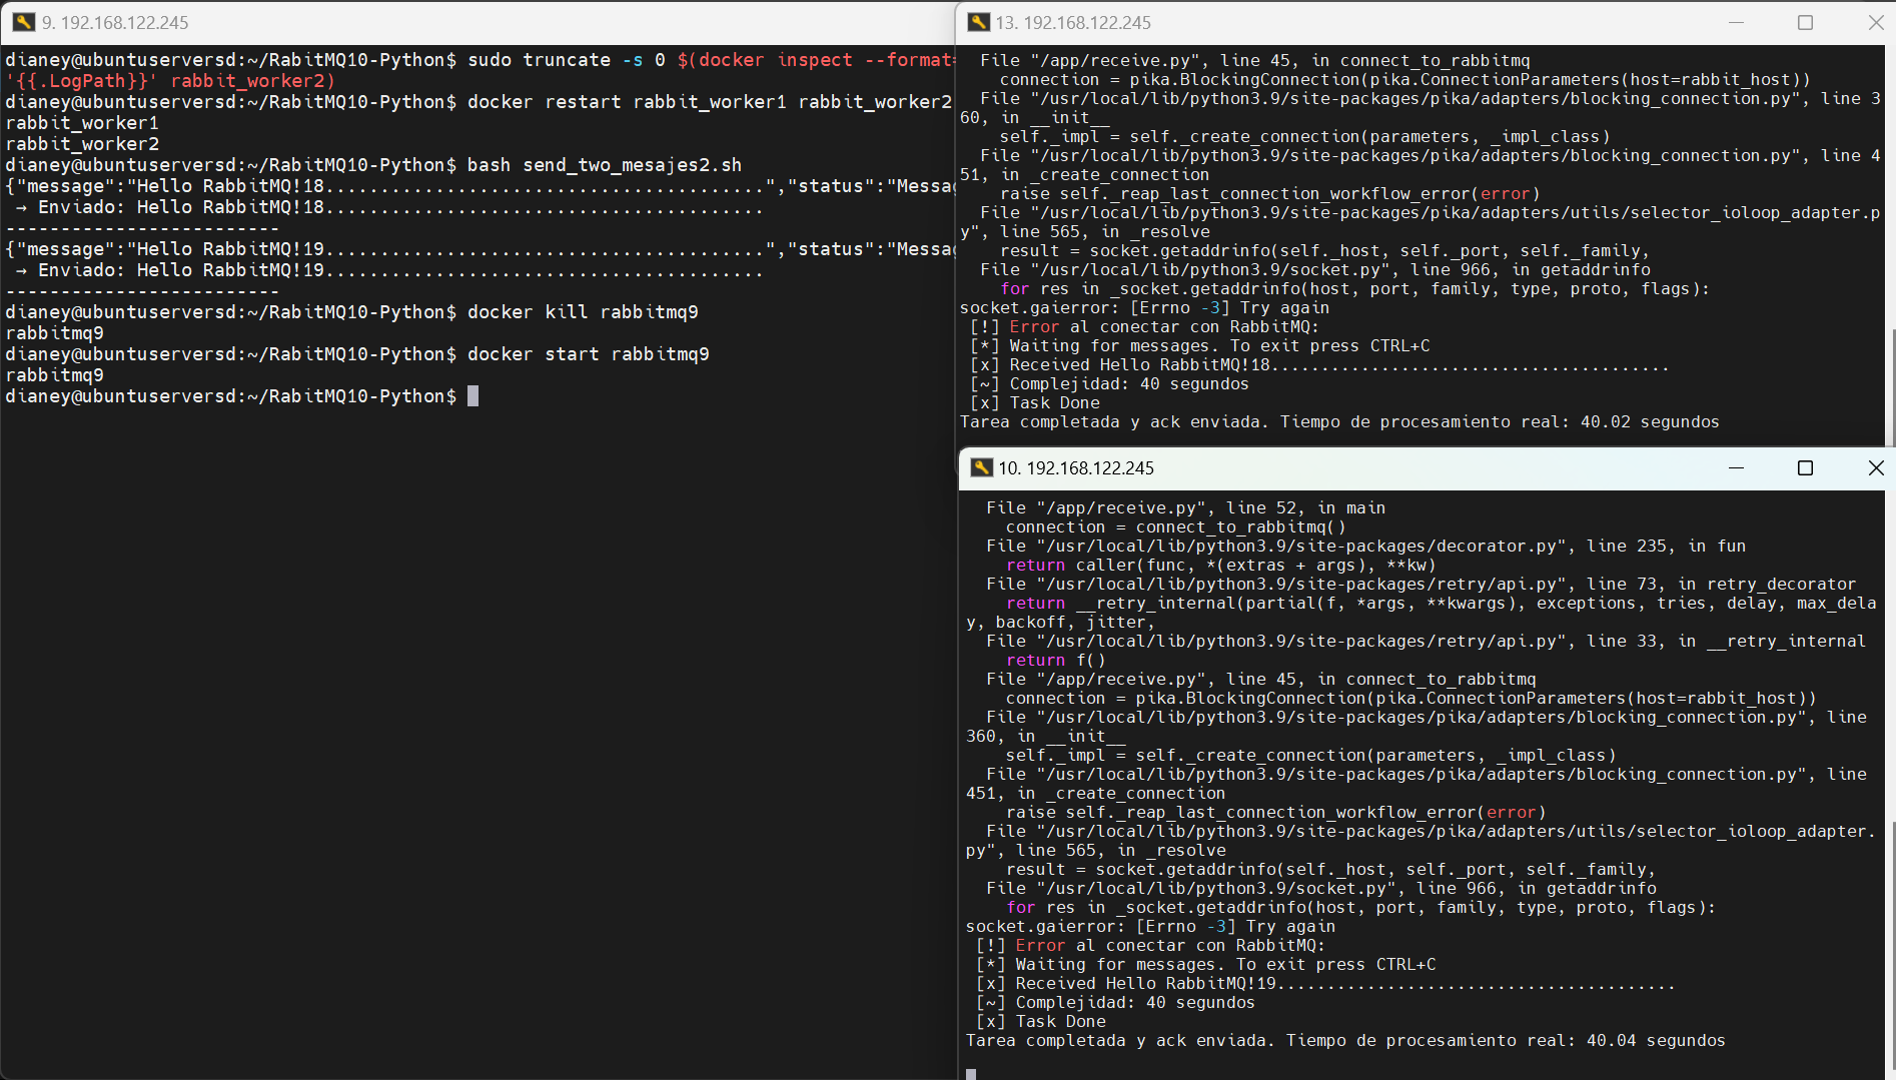 9. 192.168.122.245
dianey@ubuntuserversd:~/RabitMQ10-Python$ sudo truncate -s 0 $(docker inspect --format=
'{{.LogPath}}' rabbit_worker2)
dianey@ubuntuserversd:~/RabitMQ10-Python$ docker restart rabbit_worker1 rabbit_worker2
rabbit_worker1
rabbit_worker2
dianey@ubuntuserversd:~/RabitMQ10-Python$ bash send_two_mesajes2.sh
{"message":"Hello RabbitMQ!18........................................","status":"Messa
→ Enviado: Hello RabbitMQ!18........................................
-------------------------
{"message":"Hello RabbitMQ!19........................................","status":"Messa
→ Enviado: Hello RabbitMQ!19........................................
-------------------------
dianey@ubuntuserversd:~/RabitMQ10-Python$ docker kill rabbitmq9
rabbitmq9
dianey@ubuntuserversd:~/RabitMQ10-Python$ docker start rabbitmq9
rabbitmq9
dianey@ubuntuserversd:~/RabitMQ10-Python$
13. 192.168.122.245
File "/app/receive.py", line 45, in connect_to_rabbitmq
connection = pika.BlockingConnection(pika.ConnectionParameters(host=rabbit_host))
File "/usr/local/lib/python3.9/site-packages/pika/adapters/blocking_connection.py", line 3
60, in __init__
self._impl = self._create_connection(parameters, _impl_class)
File "/usr/local/lib/python3.9/site-packages/pika/adapters/blocking_connection.py", line 4
51, in _create_connection
raise self._reap_last_connection_workflow_error(error)
File "/usr/local/lib/python3.9/site-packages/pika/adapters/utils/selector_ioloop_adapter.p
y", line 565, in _resolve
result = socket.getaddrinfo(self._host, self._port, self._family,
File "/usr/local/lib/python3.9/socket.py", line 966, in getaddrinfo
for res in _socket.getaddrinfo(host, port, family, type, proto, flags):
socket.gaierror: [Errno -3] Try again
[!] Error al conectar con RabbitMQ:
[*] Waiting for messages. To exit press CTRL+C
[x] Received Hello RabbitMQ!18........................................
[~] Complejidad: 40 segundos
[x] Task Done
Tarea completada y ack enviada. Tiempo de procesamiento real: 40.02 segundos
10. 192.168.122.245
File "/app/receive.py", line 52, in main
connection = connect_to_rabbitmq()
File "/usr/local/lib/python3.9/site-packages/decorator.py", line 235, in fun
return caller(func, *(extras + args), **kw)
File "/usr/local/lib/python3.9/site-packages/retry/api.py", line 73, in retry_decorator
return __retry_internal(partial(f, *args, **kwargs), exceptions, tries, delay, max_dela
y, backoff, jitter,
File "/usr/local/lib/python3.9/site-packages/retry/api.py", line 33, in __retry_internal
return f()
File "/app/receive.py", line 45, in connect_to_rabbitmq
connection = pika.BlockingConnection(pika.ConnectionParameters(host=rabbit_host))
File "/usr/local/lib/python3.9/site-packages/pika/adapters/blocking_connection.py", line
360, in __init__
self._impl = self._create_connection(parameters, _impl_class)
File "/usr/local/lib/python3.9/site-packages/pika/adapters/blocking_connection.py", line
451, in _create_connection
raise self._reap_last_connection_workflow_error(error)
File "/usr/local/lib/python3.9/site-packages/pika/adapters/utils/selector_ioloop_adapter.
py", line 565, in _resolve
result = socket.getaddrinfo(self._host, self._port, self._family,
File "/usr/local/lib/python3.9/socket.py", line 966, in getaddrinfo
for res in _socket.getaddrinfo(host, port, family, type, proto, flags):
socket.gaierror: [Errno -3] Try again
[!] Error al conectar con RabbitMQ:
[*] Waiting for messages. To exit press CTRL+C
[x] Received Hello RabbitMQ!19........................................
[~] Complejidad: 40 segundos
[x] Task Done
Tarea completada y ack enviada. Tiempo de procesamiento real: 40.04 segundos